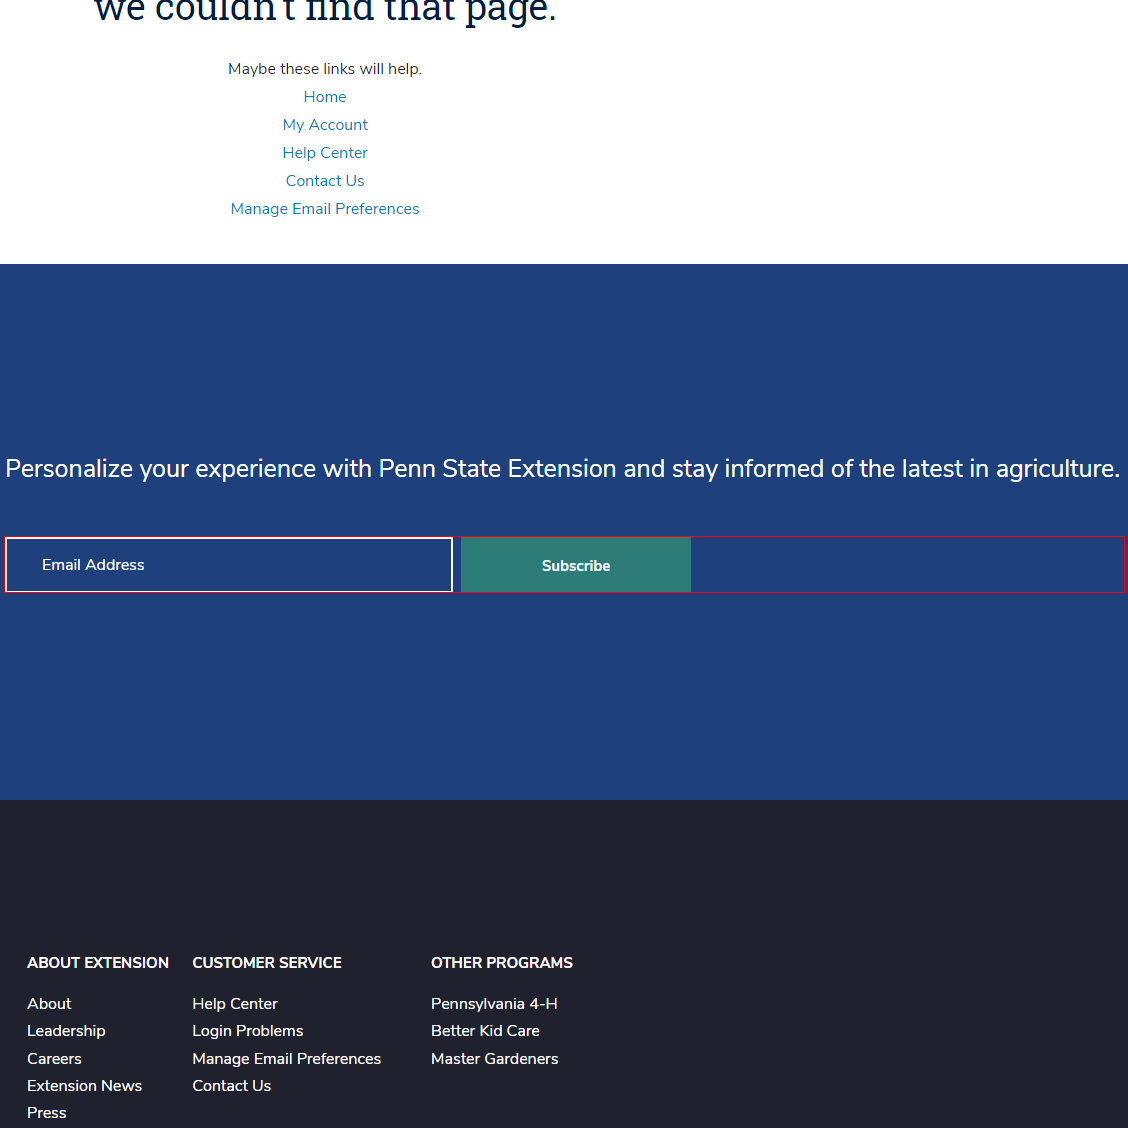 we couldn't find that page.
Maybe these links will help.
Home
My Account
Help Center
Contact Us
Manage Email Preferences
Personalize your experience with Penn State Extension and stay informed of the latest in agriculture.
Email Address
Subscribe
ABOUT EXTENSION
About
Leadership
Careers
Extension News
Press
CUSTOMER SERVICE
Help Center
Login Problems
Manage Email Preferences
Contact Us
OTHER PROGRAMS
Pennsylvania 4-H
Better Kid Care
Master Gardeners